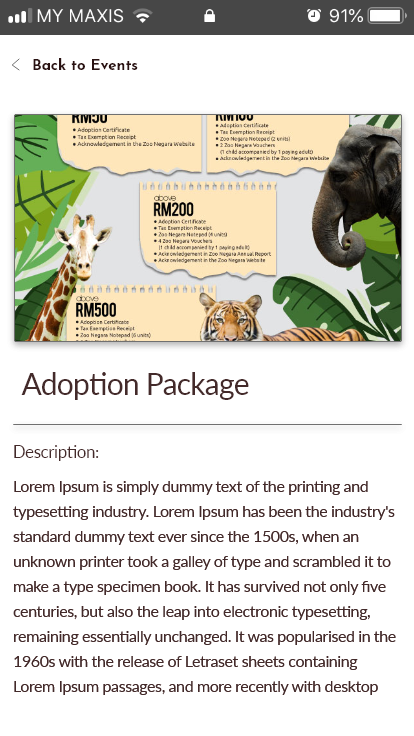 MY MAXIS 91%
Back to Events
RM50
• Adoption Certificate
• Tax Exemption Receipt
• Acknowledgement in the Zoo Negara Website
RM100
• Adoption Certificate
• Tax Exemption Receipt
• Zoo Negara Notepad (2 units)
• 2 Zoo Negara Vouchers
(1 child accompanied by 1 paying adult)
• Acknowledgement in the Zoo Negara Website
above
RM200
• Adoption Certificate
• Tax Exemption Receipt
• Zoo Negara Notepad (4 units)
• 4 Zoo Negara Vouchers
(1 child accompanied by 1 paying adult)
• Acknowledgement in Zoo Negara Annual Report
• Acknowledgement in the Zoo Negara Website
above
RM500
• Adoption Certificate
• Tax Exemption Receipt
• Zoo Negara Notepad (6 units)
Adoption Package
Description:
Lorem Ipsum is simply dummy text of the printing and
typesetting industry. Lorem Ipsum has been the industry's
standard dummy text ever since the 1500s, when an
unknown printer took a galley of type and scrambled it to
make a type specimen book. It has survived not only five
centuries, but also the leap into electronic typesetting,
remaining essentially unchanged. It was popularised in the
1960s with the release of Letraset sheets containing
Lorem Ipsum passages, and more recently with desktop